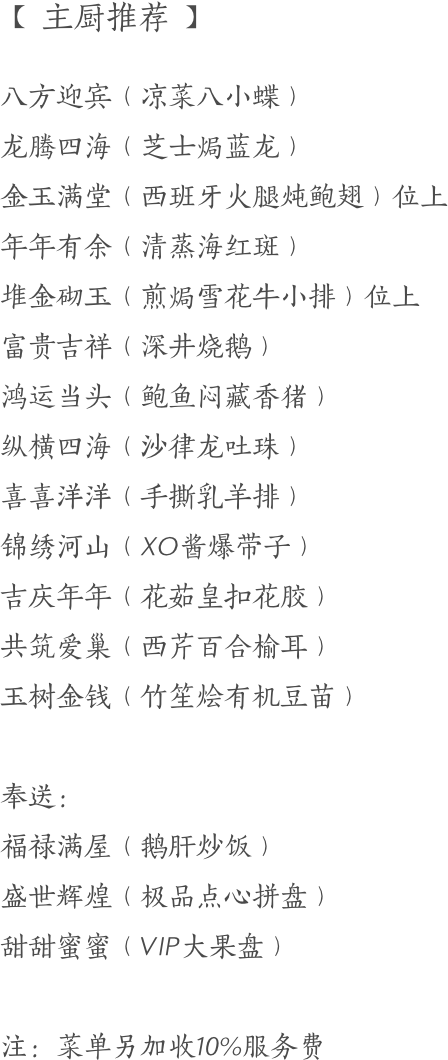 【 主厨推荐 】
八方迎宾（凉菜八小蝶）
龙腾四海（芝士焗蓝龙）
金玉满堂（西班牙火腿炖鲍翅）位上
年年有余（清蒸海红斑）
堆金砌玉（煎焗雪花牛小排）位上
富贵吉祥（深井烧鹅）
鸿运当头（鲍鱼闷藏香猪）
纵横四海（沙律龙吐珠）
喜喜洋洋（手撕乳羊排）
锦绣河山（XO酱爆带子）
吉庆年年（花茹皇扣花胶）
共筑爱巢（西芹百合榆耳）
玉树金钱（竹笙烩有机豆苗）
奉送：
福禄满屋（鹅肝炒饭）
盛世辉煌（极品点心拼盘）
甜甜蜜蜜（VIP大果盘）
注：菜单另加收10%服务费